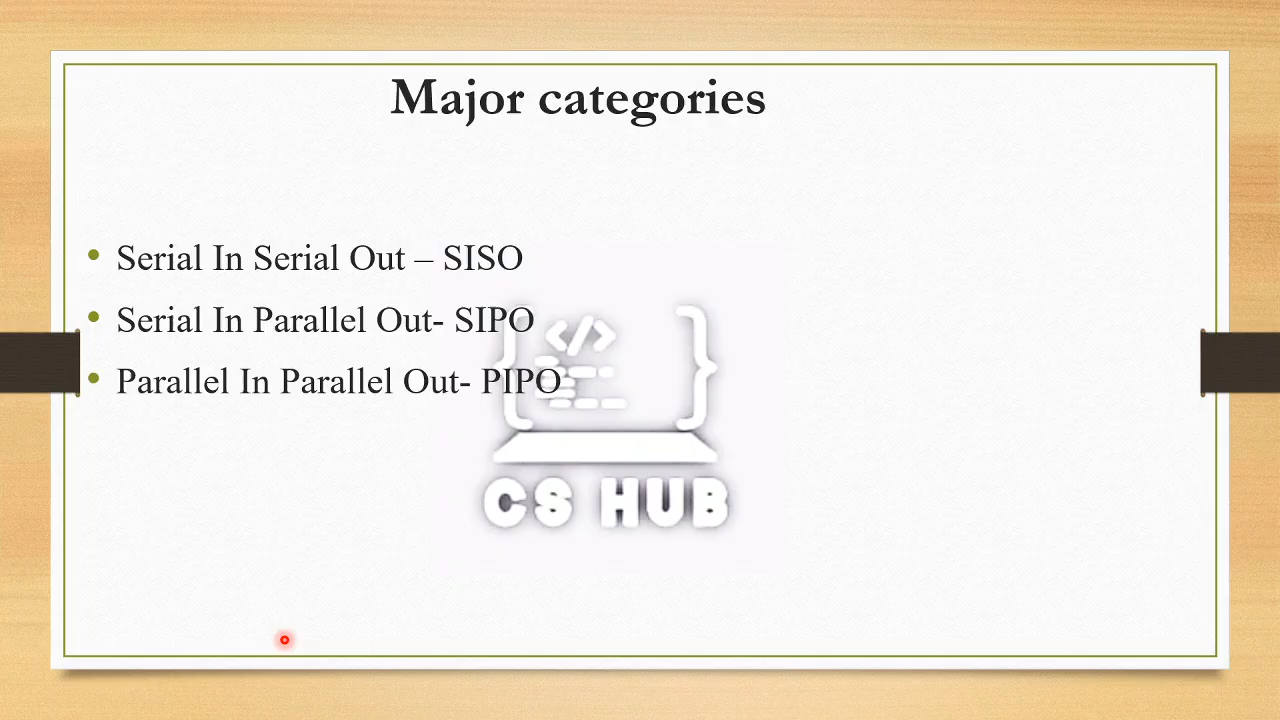 Major categories
• Serial In Serial Out – SISO
• Serial In Parallel Out- SIPO
• Parallel In Parallel Out- PIPO
</>
CS HUB